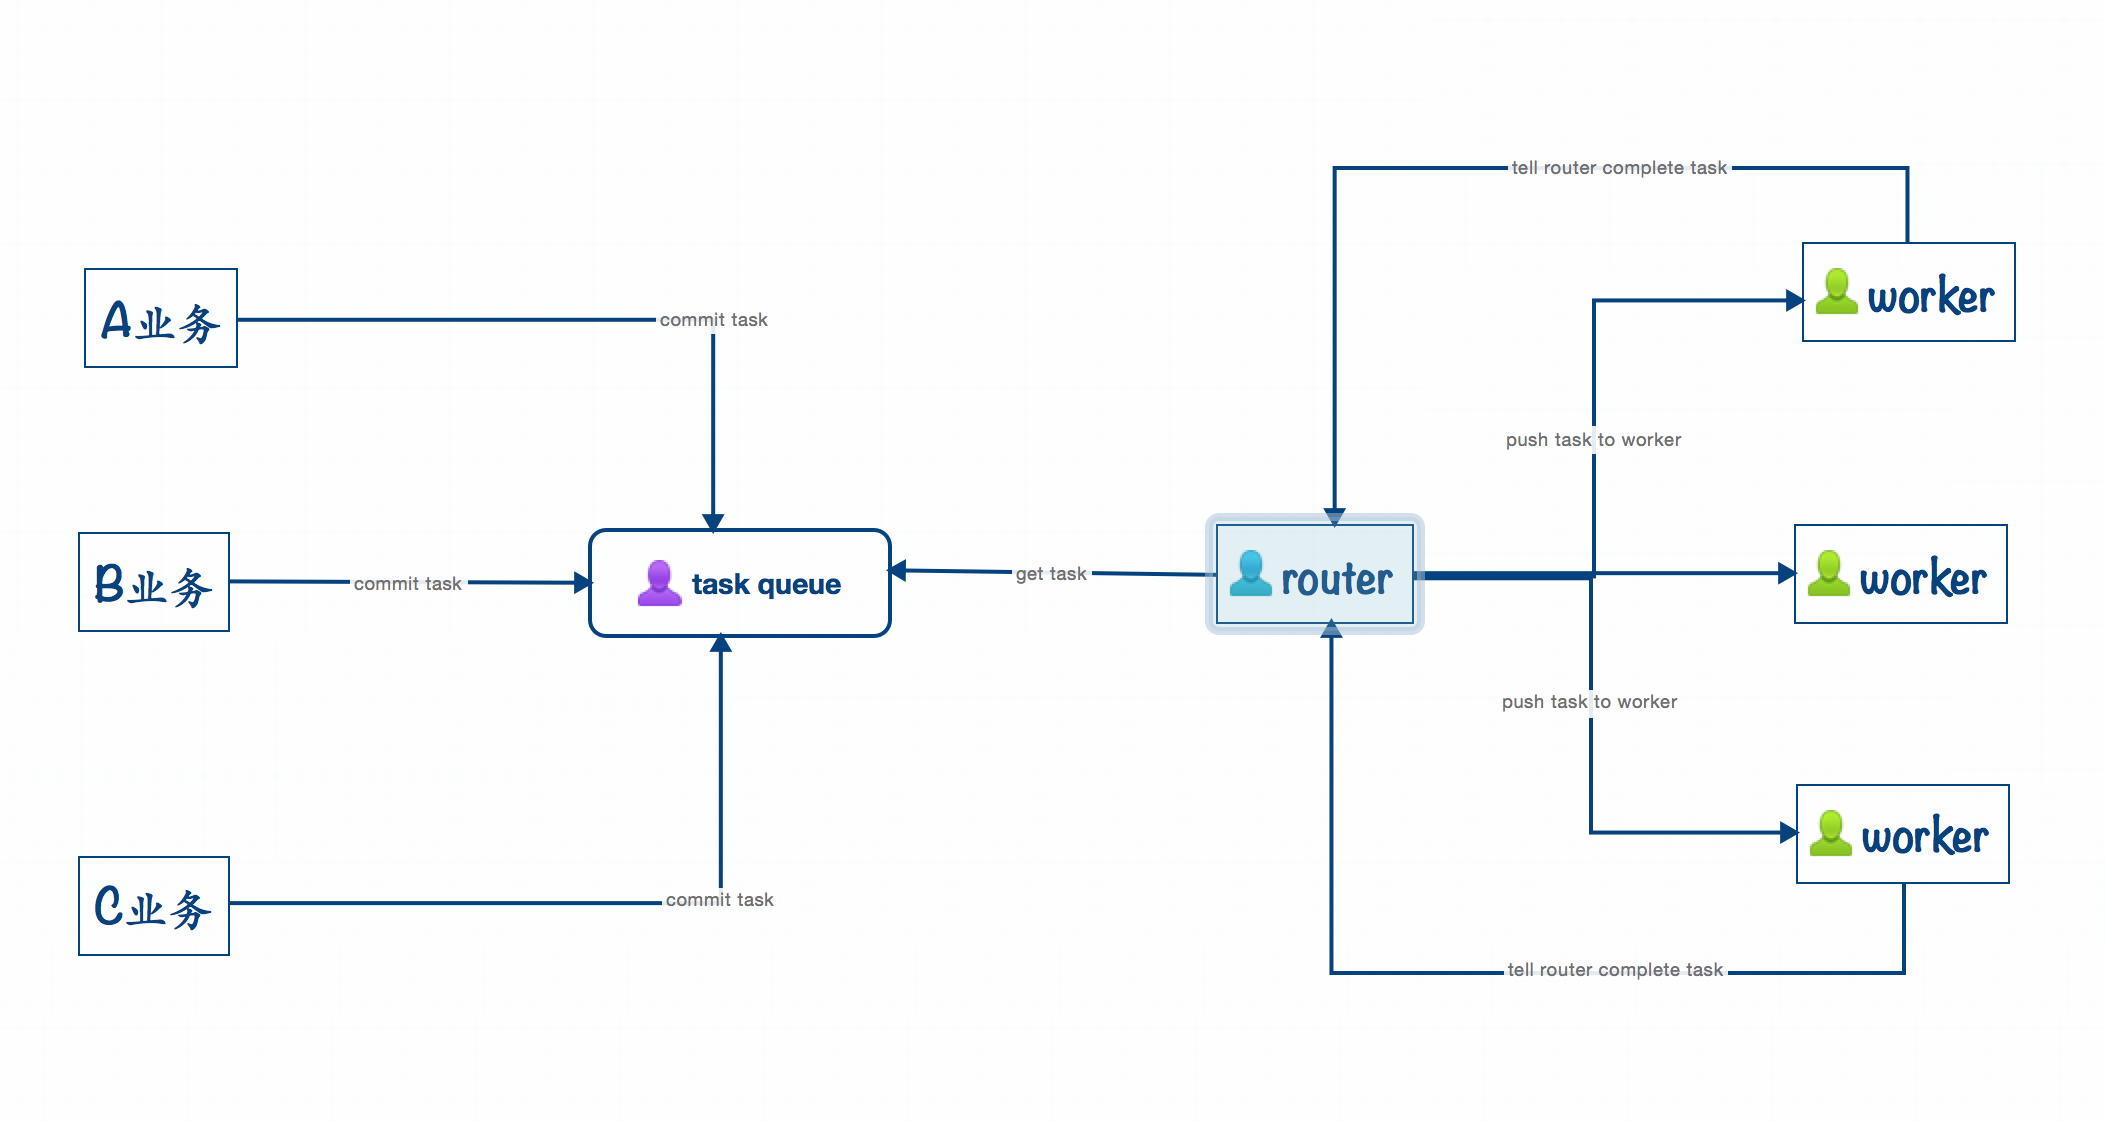 tell router complete task
A业务
commit task
worker
push task to worker
B业务
commit task
task queue
get task
router
worker
push task to worker
worker
C业务
commit task
tell router complete task